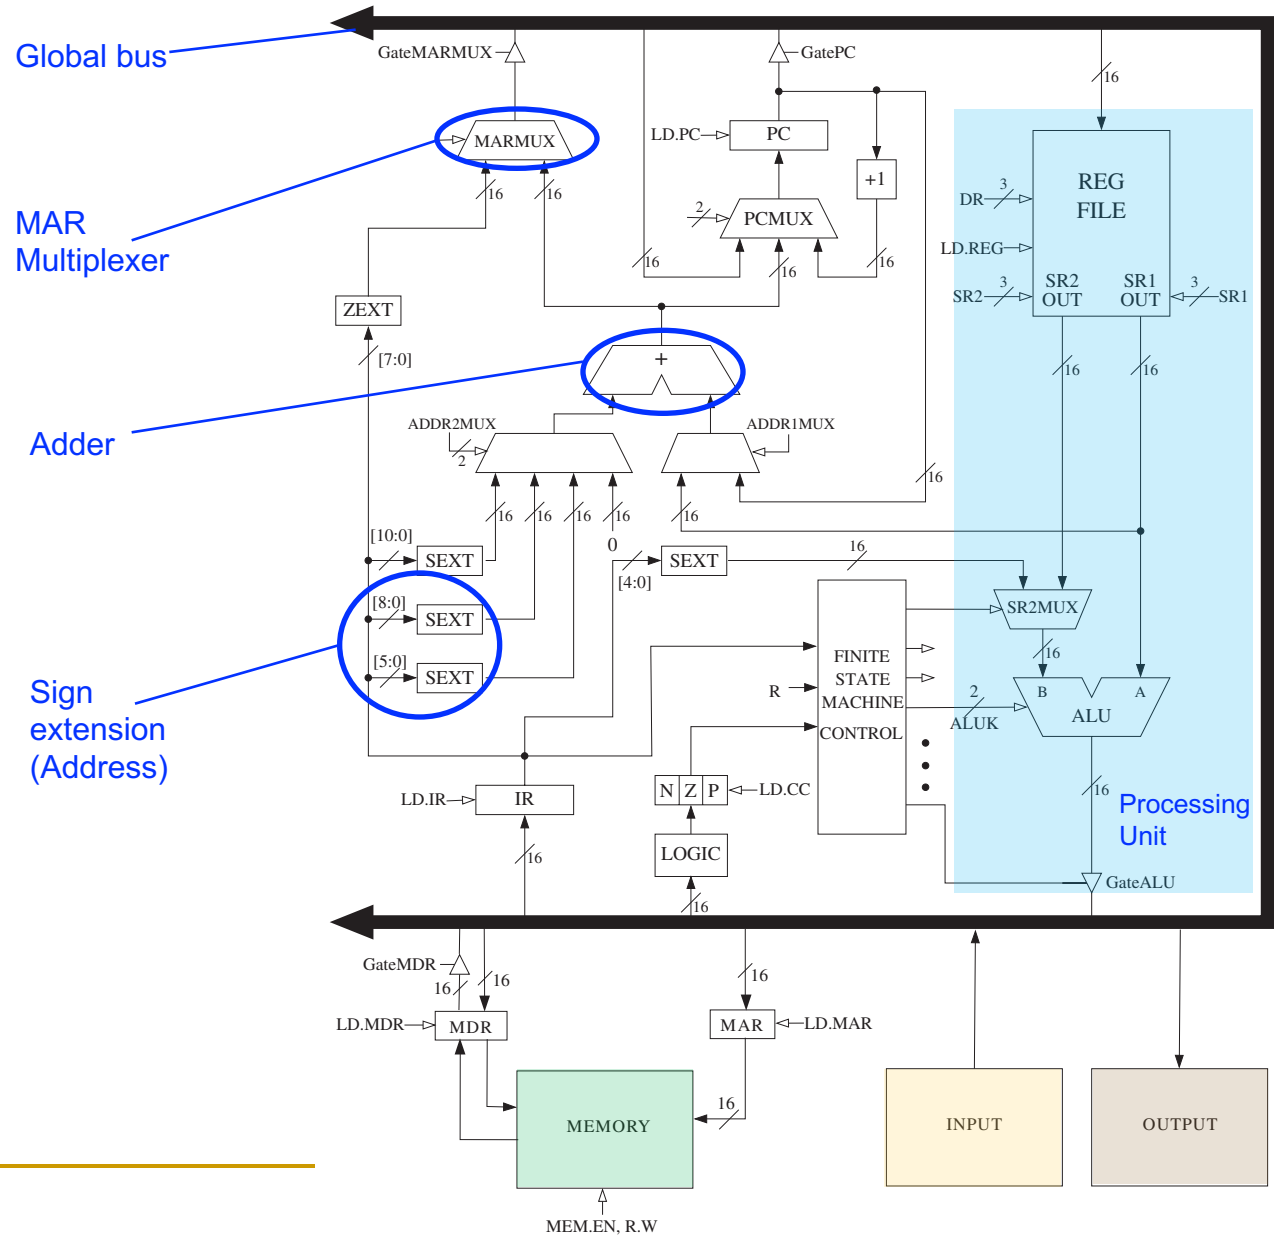 Global bus
GateMARMUX
GatePC
16
MARMUX
LD.PC
PC
+1
REG
FILE
MAR
Multiplexer
16
16
2
PCMUX
DR
3
LD.REG
16
16
16
SR2
OUT
SR1
OUT
SR2
3
3
SR1
ZEXT
[7:0]
+
16
16
Adder
ADDR2MUX
2
ADDR1MUX
16
16
16
16
16
16
[10:0]
SEXT
0
[4:0]
SEXT
16
[8:0]
SEXT
SR2MUX
16
[5:0]
SEXT
Sign
extension
(Address)
FINITE
STATE
MACHINE
CONTROL
R
2
ALUK
B
A
ALU
LD.IR
IR
N Z P
LD.CC
16
Processing
Unit
16
LOGIC
GateALU
16
GateMDR
16
16
16
LD.MDR
MDR
MAR
LD.MAR
16
MEMORY
INPUT
OUTPUT
MEM.EN, R.W